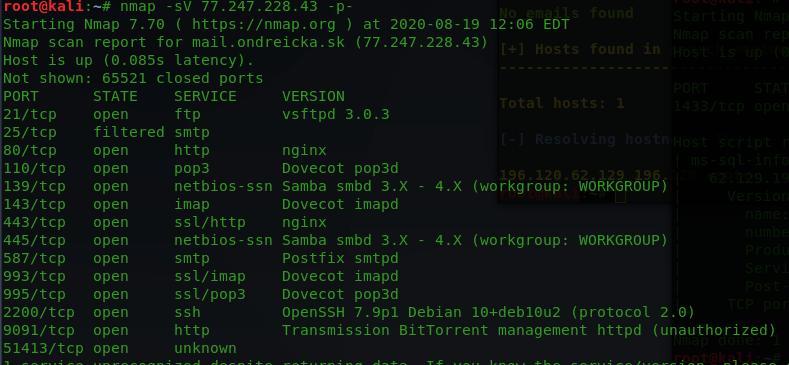 root@kali:~# nmap -sV 77.247.228.43 -p-
Starting Nmap 7.70 ( https://nmap.org ) at 2020-08-19 12:06 EDT
Nmap scan report for mail.ondreicka.sk (77.247.228.43)
Host is up (0.085s latency).
Not shown: 65521 closed ports
PORT STATE SERVICE VERSION
21/tcp open ftp vsftpd 3.0.3
25/tcp filtered smtp
80/tcp open http nginx
110/tcp open pop3 Dovecot pop3d
139/tcp open netbios-ssn Samba smbd 3.X - 4.X (workgroup: WORKGROUP)
143/tcp open imap Dovecot imapd
443/tcp open ssl/http nginx
445/tcp open netbios-ssn Samba smbd 3.X - 4.X (workgroup: WORKGROUP)
587/tcp open smtp Postfix smtpd
993/tcp open ssl/imap Dovecot imapd
995/tcp open ssl/pop3 Dovecot pop3d
2200/tcp open ssh OpenSSH 7.9p1 Debian 10+deb10u2 (protocol 2.0)
9091/tcp open http Transmission BitTorrent management httpd (unauthorized)
51413/tcp open unknown
1 service unrecognized despite returning data. If you know the service/version, please
No emails found
[+] Hosts found in
Total hosts: 1
[-] Resolving hostn
196.120.62.129 196.
Starting Nmap
Nmap scan rep
Host is up (0
PORT STAT
1433/tcp open
Host script r
| ms-sql-info
| 62.129.19
| Version
| name:
| numbe
| Produ
| Servi
| Post-
| TCP por
Nmap done: 1
root@kali:~#